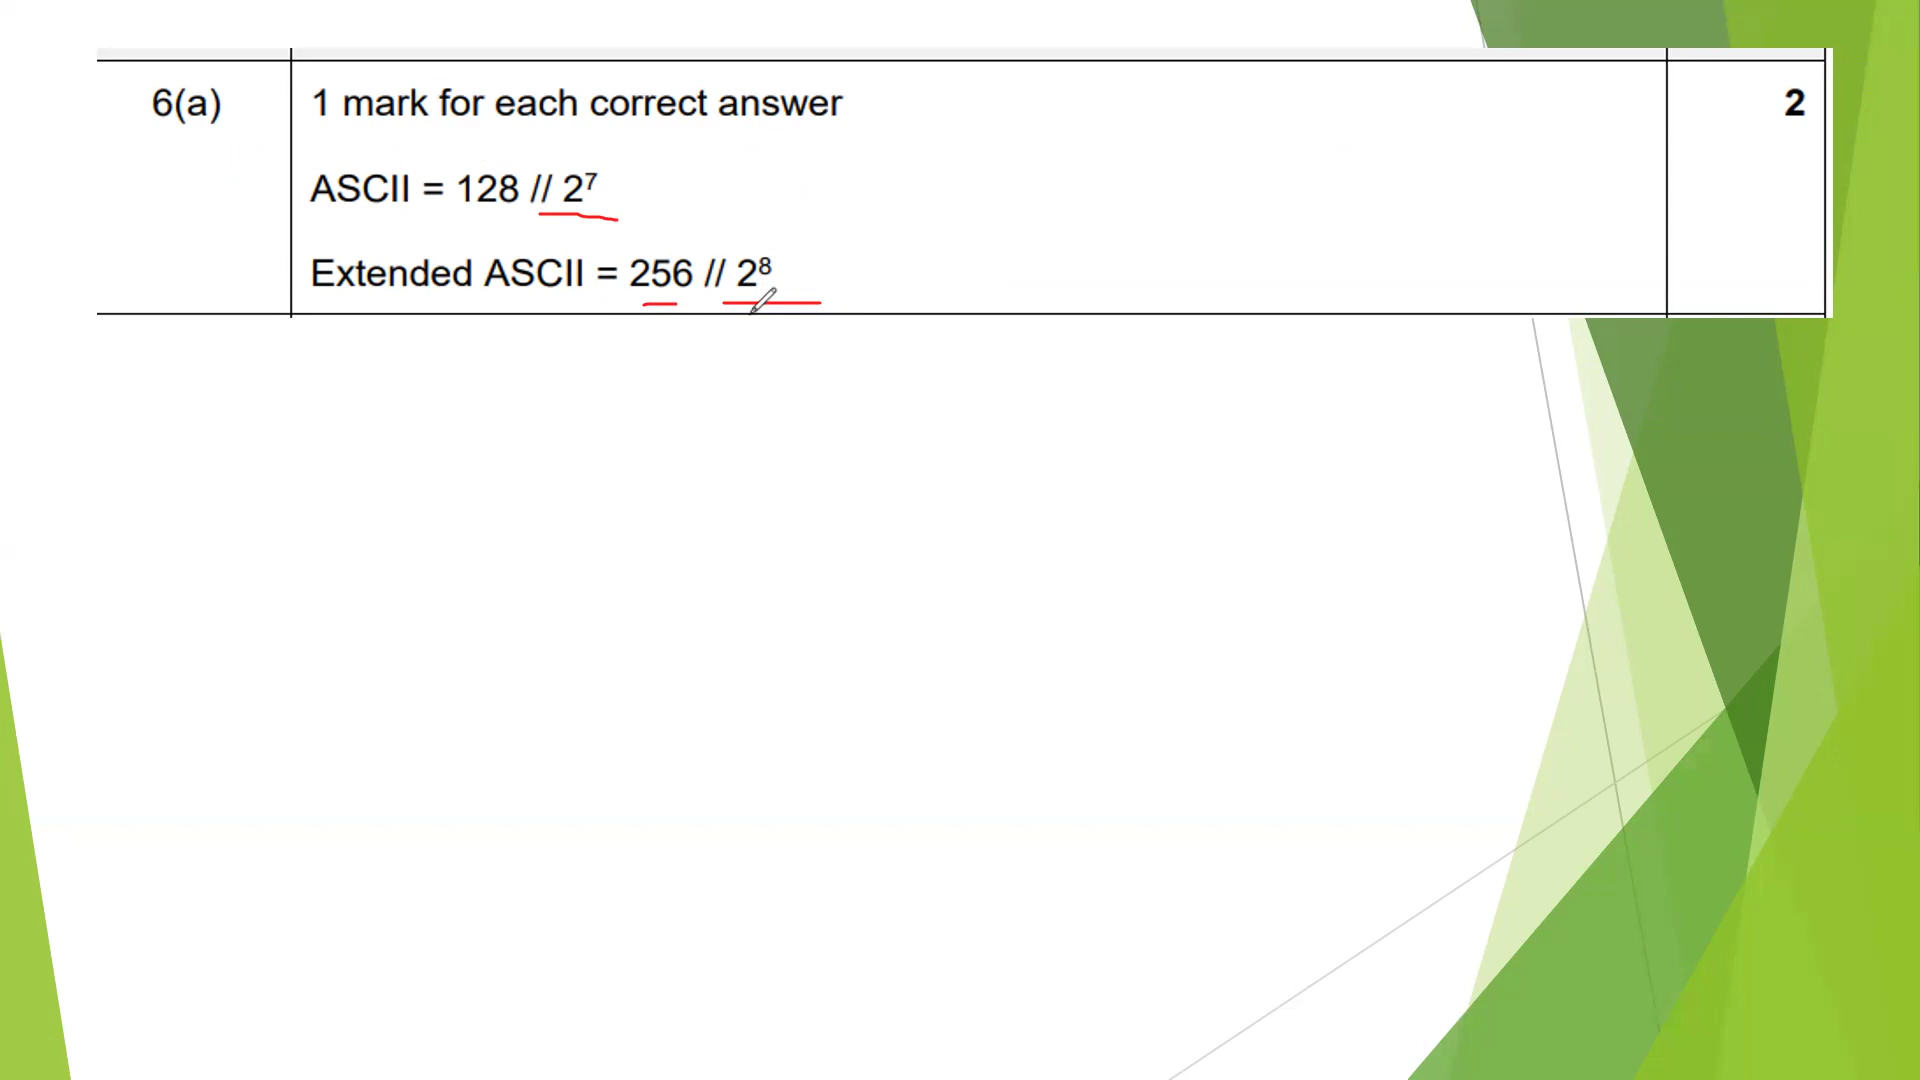 6(a) 1 mark for each correct answer 2
ASCII = 128 // 2⁷
Extended ASCII = 256 // 2⁸